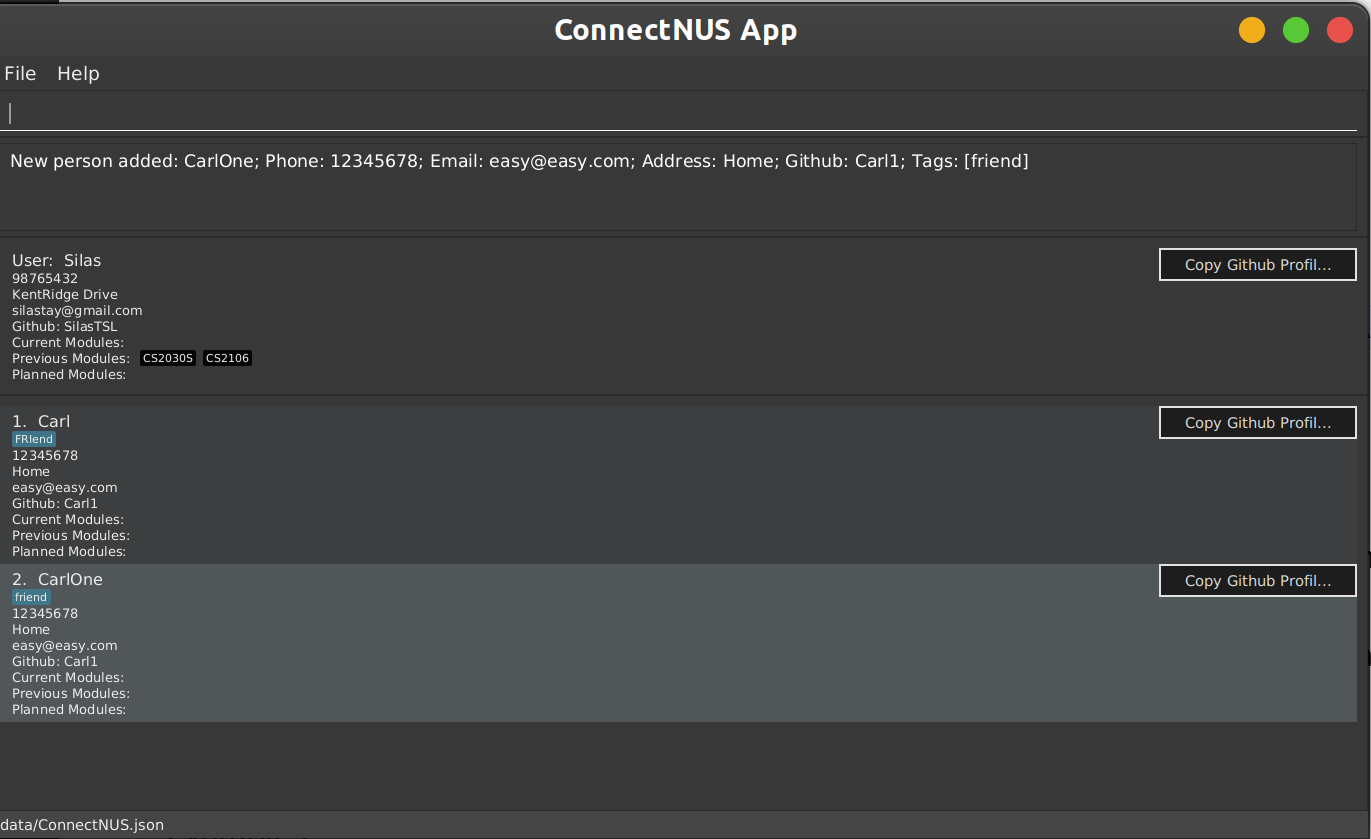 ConnectNUS App
File Help
New person added: CarlOne; Phone: 12345678; Email: easy@easy.com; Address: Home; Github: Carl1; Tags: [friend]
User: Silas
Copy Github Profil...
98765432
KentRidge Drive
silastay@gmail.com
Github: SilasTSL
Current Modules:
Previous Modules: CS2030S CS2106
Planned Modules:
1. Carl
Copy Github Profil...
FRIend
12345678
Home
easy@easy.com
Github: Carl1
Current Modules:
Previous Modules:
Planned Modules:
2. CarlOne
Copy Github Profil...
friend
12345678
Home
easy@easy.com
Github: Carl1
Current Modules:
Previous Modules:
Planned Modules:
data/ConnectNUS.json